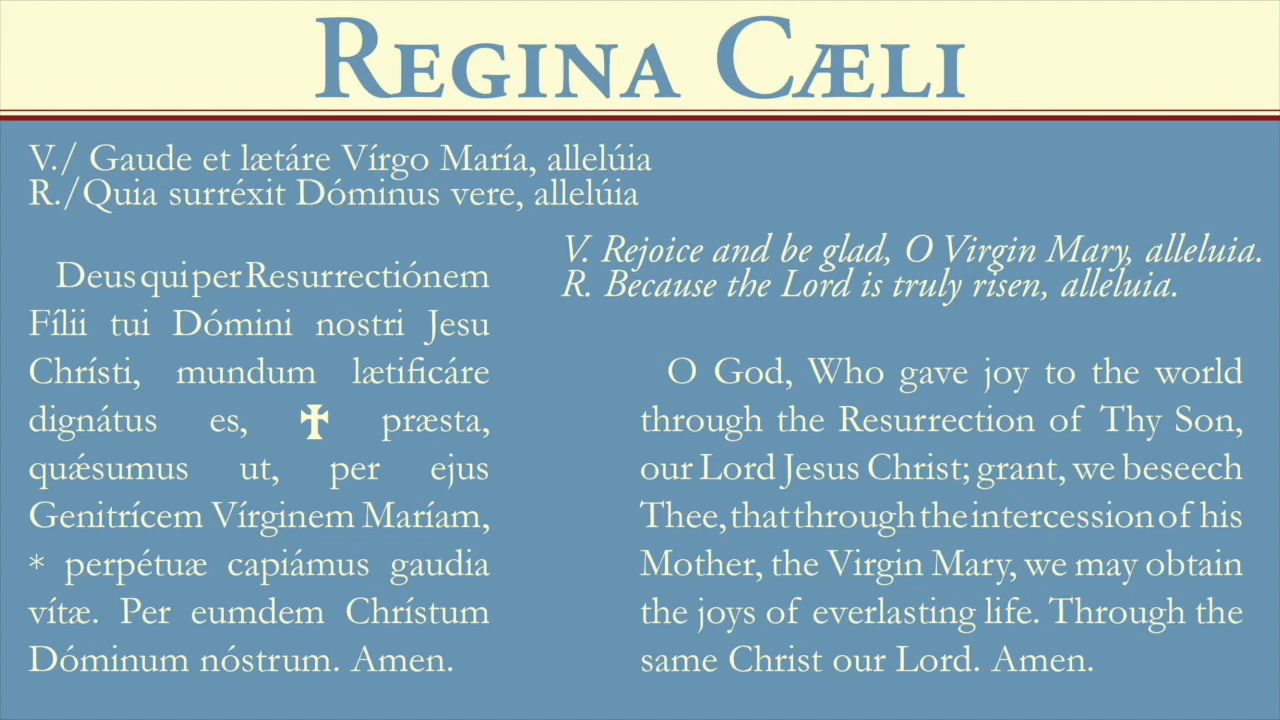 REGINA CÆLI
V./ Gaude et lætáre Vírgo María, allelúia
R./Quia surréxit Dóminus vere, allelúia
Deus qui per Resurrectiónem
Fílii tui Dómini nostri Jesu
Chrísti, mundum lætificáre
dignátus es, ✠ præsta,
quǽsumus ut, per ejus
Genitrícem Vírginem Maríam,
* perpétuæ capiámus gaudia
vítæ. Per eumdem Chrístum
Dóminum nóstrum. Amen.
V. Rejoice and be glad, O Virgin Mary, alleluia.
R. Because the Lord is truly risen, alleluia.
O God, Who gave joy to the world
through the Resurrection of Thy Son,
our Lord Jesus Christ; grant, we beseech
Thee, that through the intercession of his
Mother, the Virgin Mary, we may obtain
the joys of everlasting life. Through the
same Christ our Lord. Amen.